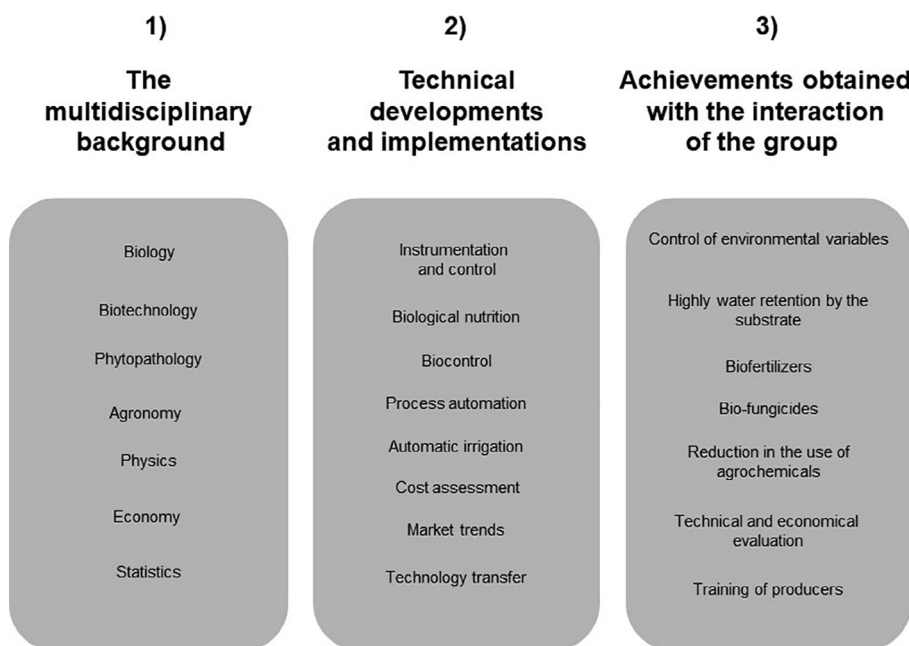 1)
The
multidisciplinary
background
Biology
Biotechnology
Phytopathology
Agronomy
Physics
Economy
Statistics
2)
Technical
developments
and implementations
Instrumentation
and control
Biological nutrition
Biocontrol
Process automation
Automatic irrigation
Cost assessment
Market trends
Technology transfer
3)
Achievements obtained
with the interaction
of the group
Control of environmental variables
Highly water retention by the
substrate
Biofertilizers
Bio-fungicides
Reduction in the use of
agrochemicals
Technical and economical
evaluation
Training of producers